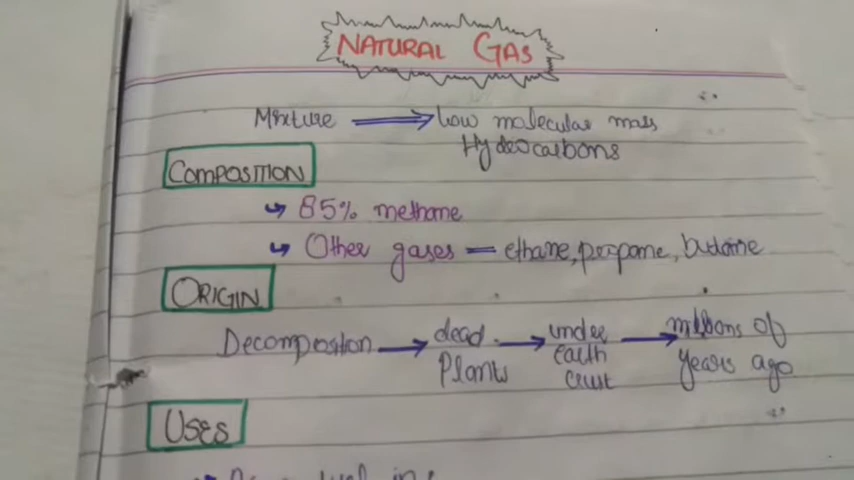 NATURAL GAS
Mixture ⟹ Low molecular mass
Hydrocarbons
COMPOSITION
↪ 85% methane
↪ Other gases — ethane, propane, butane
ORIGIN
Decomposition → dead → under → millions of
Plants earth years ago
crust
USES